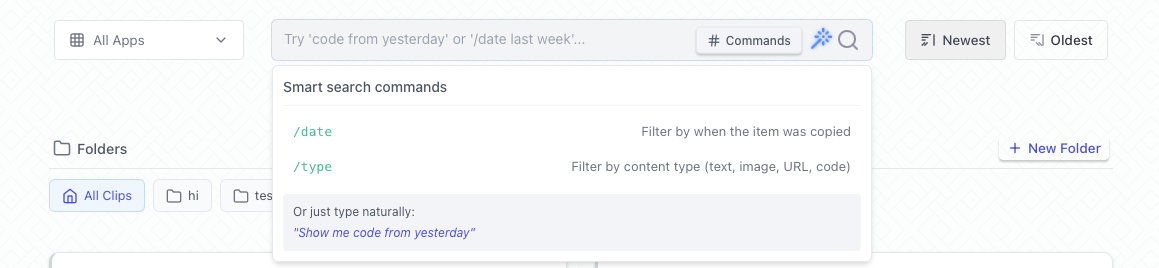 All Apps
Try 'code from yesterday' or '/date last week'...
# Commands
Newest
Oldest
Smart search commands
/date Filter by when the item was copied
/type Filter by content type (text, image, URL, code)
Or just type naturally:
"Show me code from yesterday"
Folders
+ New Folder
All Clips
hi